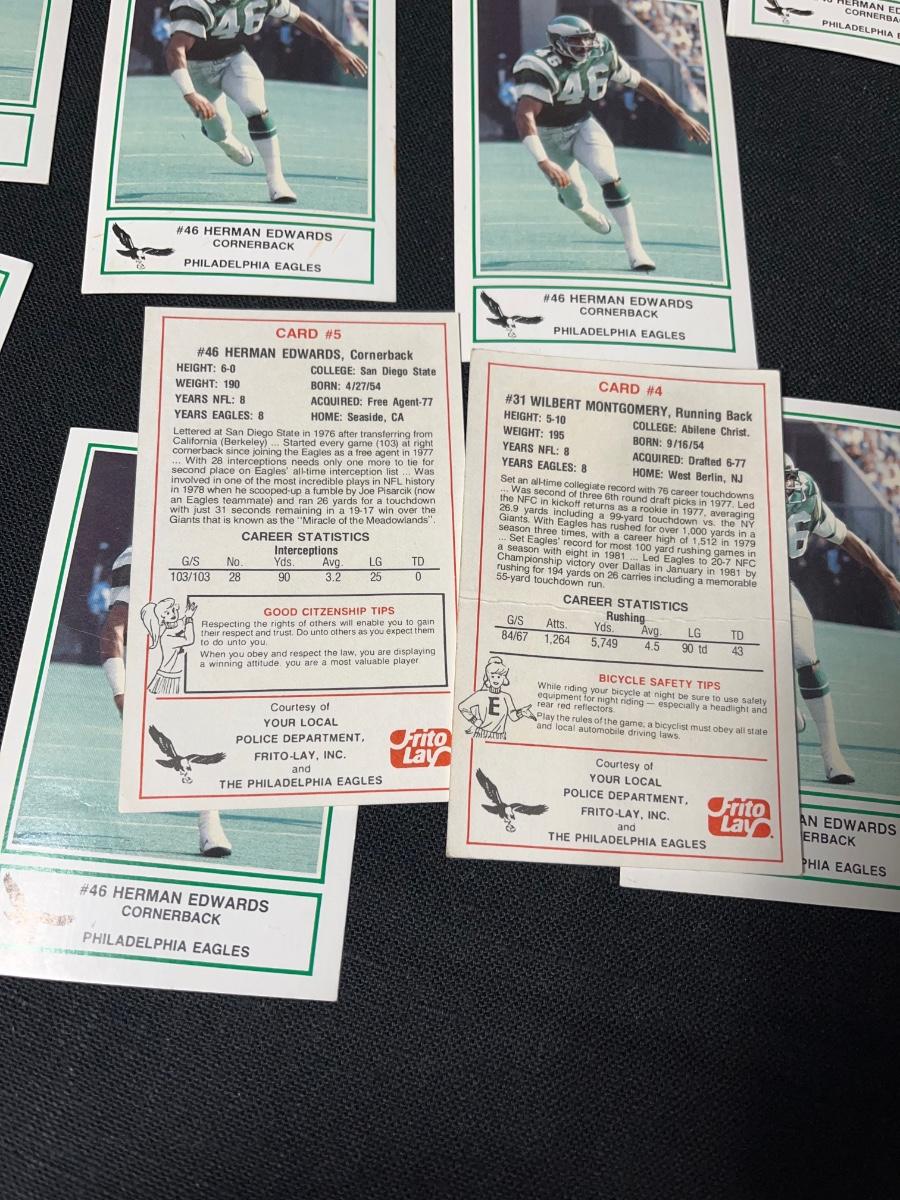 CORNERBA
PHILADELPHIA E
46
#46 HERMAN EDWARDS
CORNERBACK
PHILADELPHIA EAGLES
46
#46 HERMAN EDWARDS
CORNERBACK
PHILADELPHIA EAGLES
CARD #5
#46 HERMAN EDWARDS, Cornerback
HEIGHT: 6-0 COLLEGE: San Diego State
WEIGHT: 190 BORN: 4/27/54
YEARS NFL: 8 ACQUIRED: Free Agent-77
YEARS EAGLES: 8 HOME: Seaside, CA
Lettered at San Diego State in 1976 after transferring from
California (Berkeley) ... Started every game (103) at right
cornerback since joining the Eagles as a free agent in 1977
... With 28 interceptions needs only one more to tie for
second place on Eagles' all-time interception list ... Was
involved in one of the most incredible plays in NFL history
in 1978 when he scooped-up a fumble by Joe Pisarcik (now
an Eagles teammate) and ran 26 yards for a touchdown
with just 31 seconds remaining in a 19-17 win over the
Giants that is known as the "Miracle of the Meadowlands".
CAREER STATISTICS
Interceptions
G/S No. Yds. Avg. LG TD
103/103 28 90 3.2 25 0
GOOD CITZENSHIP TIPS
Respecting the rights of others will enable you to gain
their respect and trust. Do unto others as you expect them
to do unto you.
When you obey and respect the law, you are displaying
a winning attitude. you are a most valuable player
Courtesy of
YOUR LOCAL
POLICE DEPARTMENT,
FRITO-LAY, INC.
and
THE PHILADELPHIA EAGLES
Frito
Lay
CARD #4
#31 WILBERT MONTGOMERY, Running Back
HEIGHT: 5-10 COLLEGE: Abilene Christ.
WEIGHT: 195 BORN: 9/16/54
YEARS NFL: 8 ACQUIRED: Drafted 6-77
YEARS EAGLES: 8 HOME: West Berlin, NJ
Set an all-time collegiate record with 76 career touchdowns
... Was second of three 6th round draft picks in 1977. Led
the NFC in kickoff returns as a rookie in 1977, averaging
26.9 yards including a 99-yard touchdown vs. the NY
Giants. With Eagles has rushed for over 1,000 yards in a
season three times, with a career high of 1,512 in 1979
... Set Eagles' record for most 100 yard rushing games in
a season with eight in 1981 ... Led Eagles to 20-7 NFC
Championship victory over Dallas in January in 1981 by
rushing for 194 yards on 26 carries including a memorable
55-yard touchdown run.
CAREER STATISTICS
Rushing
G/S Atts. Yds. Avg. LG TD
84/67 1,264 5,749 4.5 90 td 43
BICYCLE SAFETY TIPS
While riding your bicycle at night be sure to use safety
equipment for night riding — especially a headlight and
rear red reflectors.
Play the rules of the game; a bicyclist must obey all state
and local automobile driving laws.
E
Courtesy of
YOUR LOCAL
POLICE DEPARTMENT,
FRITO-LAY, INC.
and
THE PHILADELPHIA EAGLES
Frito
Lay
#46 HERMAN EDWARDS
CORNERBACK
PHILADELPHIA EAGLES
6
AN EDWARDS
ERBACK
PHIA EAGLES